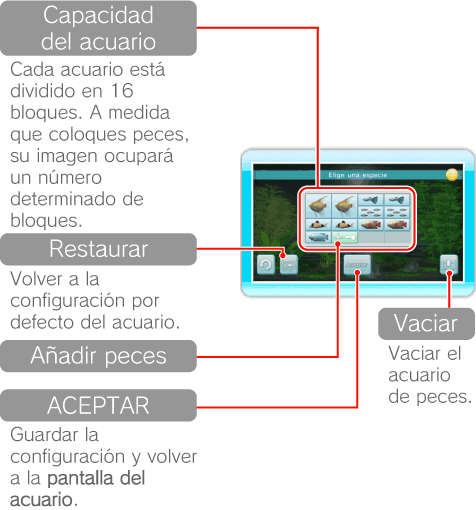 Capacidad
del acuario
Cada acuario está
dividido en 16
bloques. A medida
que coloques peces,
su imagen ocupará
un número
determinado de
bloques.
Elige una especie
Restaurar
Volver a la
configuración por
defecto del acuario.
Añadir peces
ACEPTAR
Guardar la
configuración y volver
a la pantalla del
acuario.
Vaciar
Vaciar el
acuario
de peces.